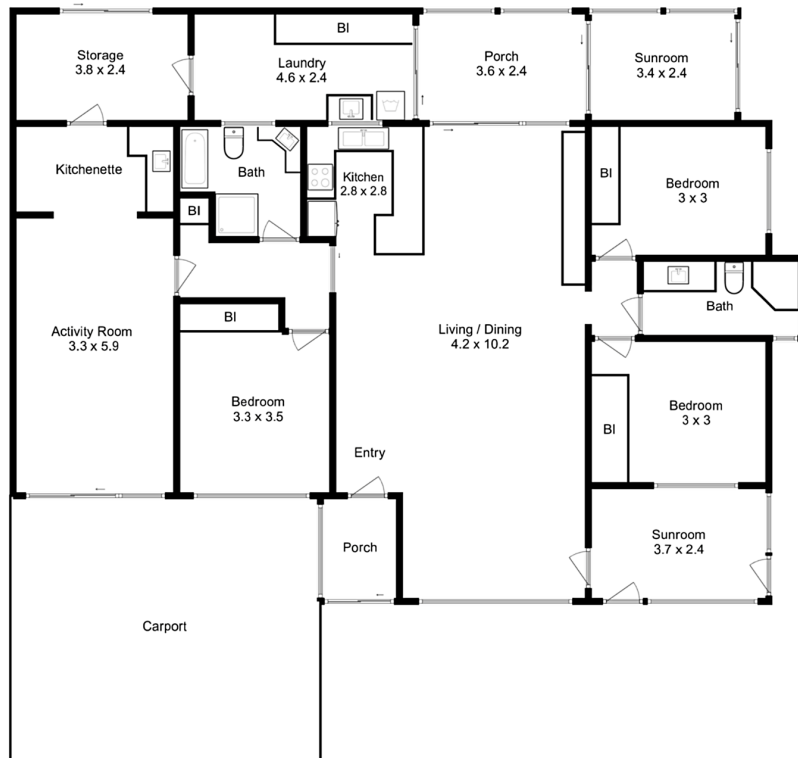 BI
Storage
3.8 x 2.4
Laundry
4.6 x 2.4
Porch
3.6 x 2.4
Sunroom
3.4 x 2.4
Kitchenette
Bath
Kitchen
2.8 x 2.8
BI
Bedroom
3 x 3
BI
Bath
BI
Activity Room
3.3 x 5.9
Living / Dining
4.2 x 10.2
Bedroom
3.3 x 3.5
BI
Bedroom
3 x 3
Entry
Porch
Sunroom
3.7 x 2.4
Carport